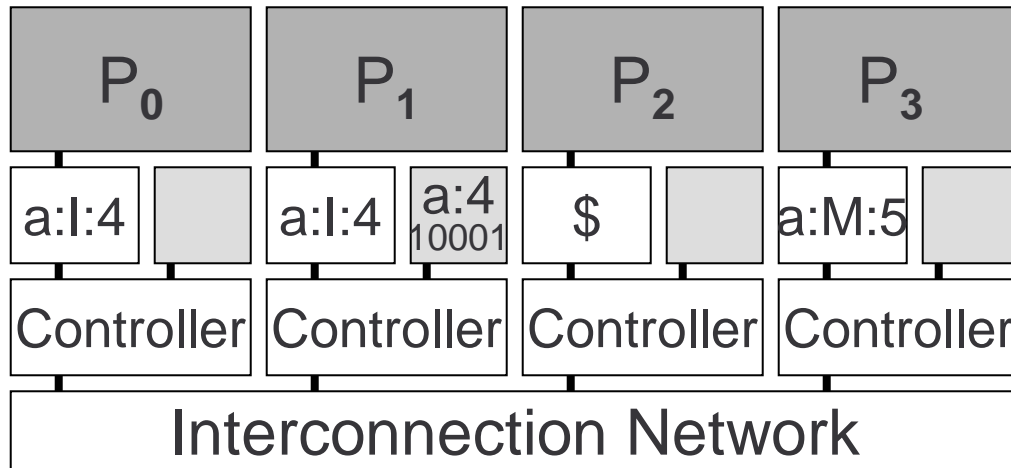 P0 P1 P2 P3
a:I:4 a:I:4 a:4 $ a:M:5
10001
Controller Controller Controller Controller
Interconnection Network